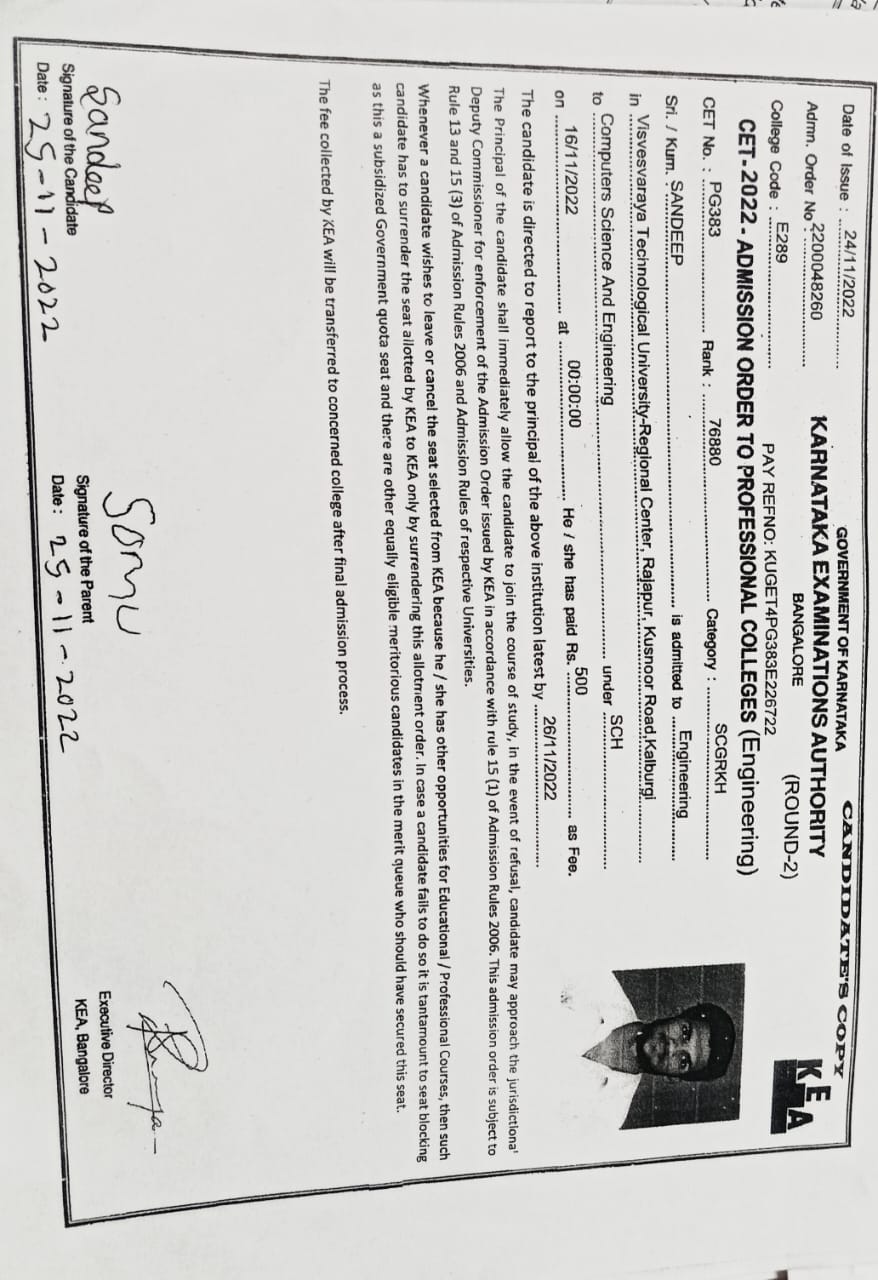 CANDIDATE'S COPY
GOVERNMENT OF KARNATAKA
KARNATAKA EXAMINATIONS AUTHORITY
BANGALORE (ROUND-2)
KEA
Date of Issue : 24/11/2022
Admn. Order No : 2200048260
College Code : E289 PAY REFNO: KUGET4PG383E226722
CET- 2022 - ADMISSION ORDER TO PROFESSIONAL COLLEGES (Engineering)
CET No. : PG383 Rank : 76880 Category : SCGRKH
Sri. / Kum. : SANDEEP is admitted to Engineering
in Visvesvaraya Technological University-Regional Center, Rajapur, Kusnoor Road,Kalburgi
to Computers Science And Engineering under SCH
on 16/11/2022 at 00:00:00 He / she has paid Rs. 500 as Fee.
The candidate is directed to report to the principal of the above institution latest by 26/11/2022
The Principal of the candidate shall immediately allow the candidate to join the course of study, in the event of refusal, candidate may approach the jurisdictional
Deputy Commissioner for enforcement of the Admission Order issued by KEA in accordance with rule 15 (1) of Admission Rules 2006. This admission order is subject to
Rule 13 and 15 (3) of Admission Rules 2006 and Admission Rules of respective Universities.
Whenever a candidate wishes to leave or cancel the seat selected from KEA because he / she has other opportunities for Educational / Professional Courses, then such
candidate has to surrender the seat allotted by KEA to KEA only by surrendering this allotment order. In case a candidate fails to do so it is tantamount to seat blocking
as this a subsidized Government quota seat and there are other equally eligible meritorious candidates in the merit queue who should have secured this seat.
The fee collected by KEA will be transferred to concerned college after final admission process.
Sandeep
Signature of the Candidate
Date : 25-11-2022
Somu
Signature of the Parent
Date : 25-11-2022
Executive Director
KEA, Bangalore